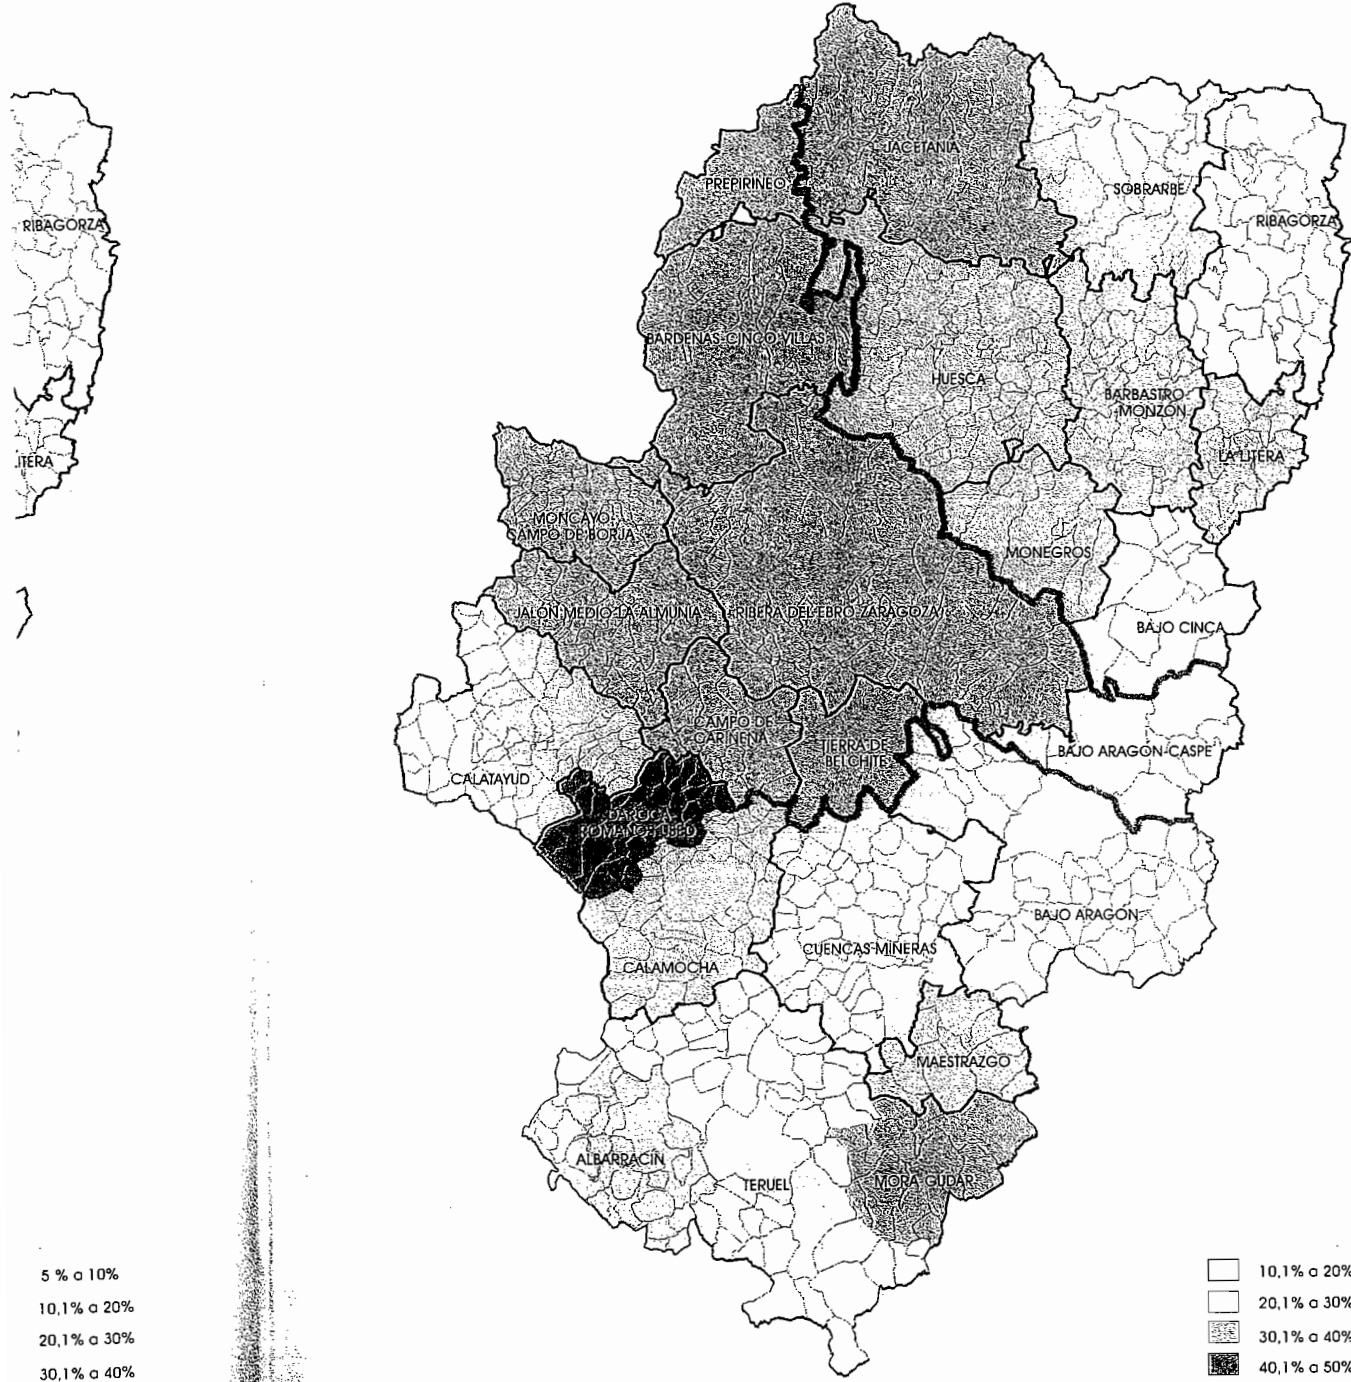 JACETANIA
PREPIRINEO
SOBRARBE
RIBAGORZA
RIBAGORZA
BARDENAS-CINCO VILLAS
HUESCA
BARBASTRO-
MONZÓN
ITERA
LA LITERA
MONCAYO-
CAMPO DE BORJA
MONEGROS
JALÓN MEDIO-LA ALMUNIA
RIBERA DEL EBRO-ZARAGOZA
BAJO CINCA
CAMPO DE
CARIÑENA
TIERRA DE
BELCHITE
BAJO ARAGÓN-CASPE
CALATAYUD
DAROCA-
ROMANOS-USED
BAJO ARAGÓN
CUENCAS MINERAS
CALAMOCHA
MAESTRAZGO
ALBARRACÍN
TERUEL
MORA-GUDAR
5 % a 10%
10,1% a 20%
20,1% a 30%
30,1% a 40%
10,1% a 20%
20,1% a 30%
30,1% a 40%
40,1% a 50%